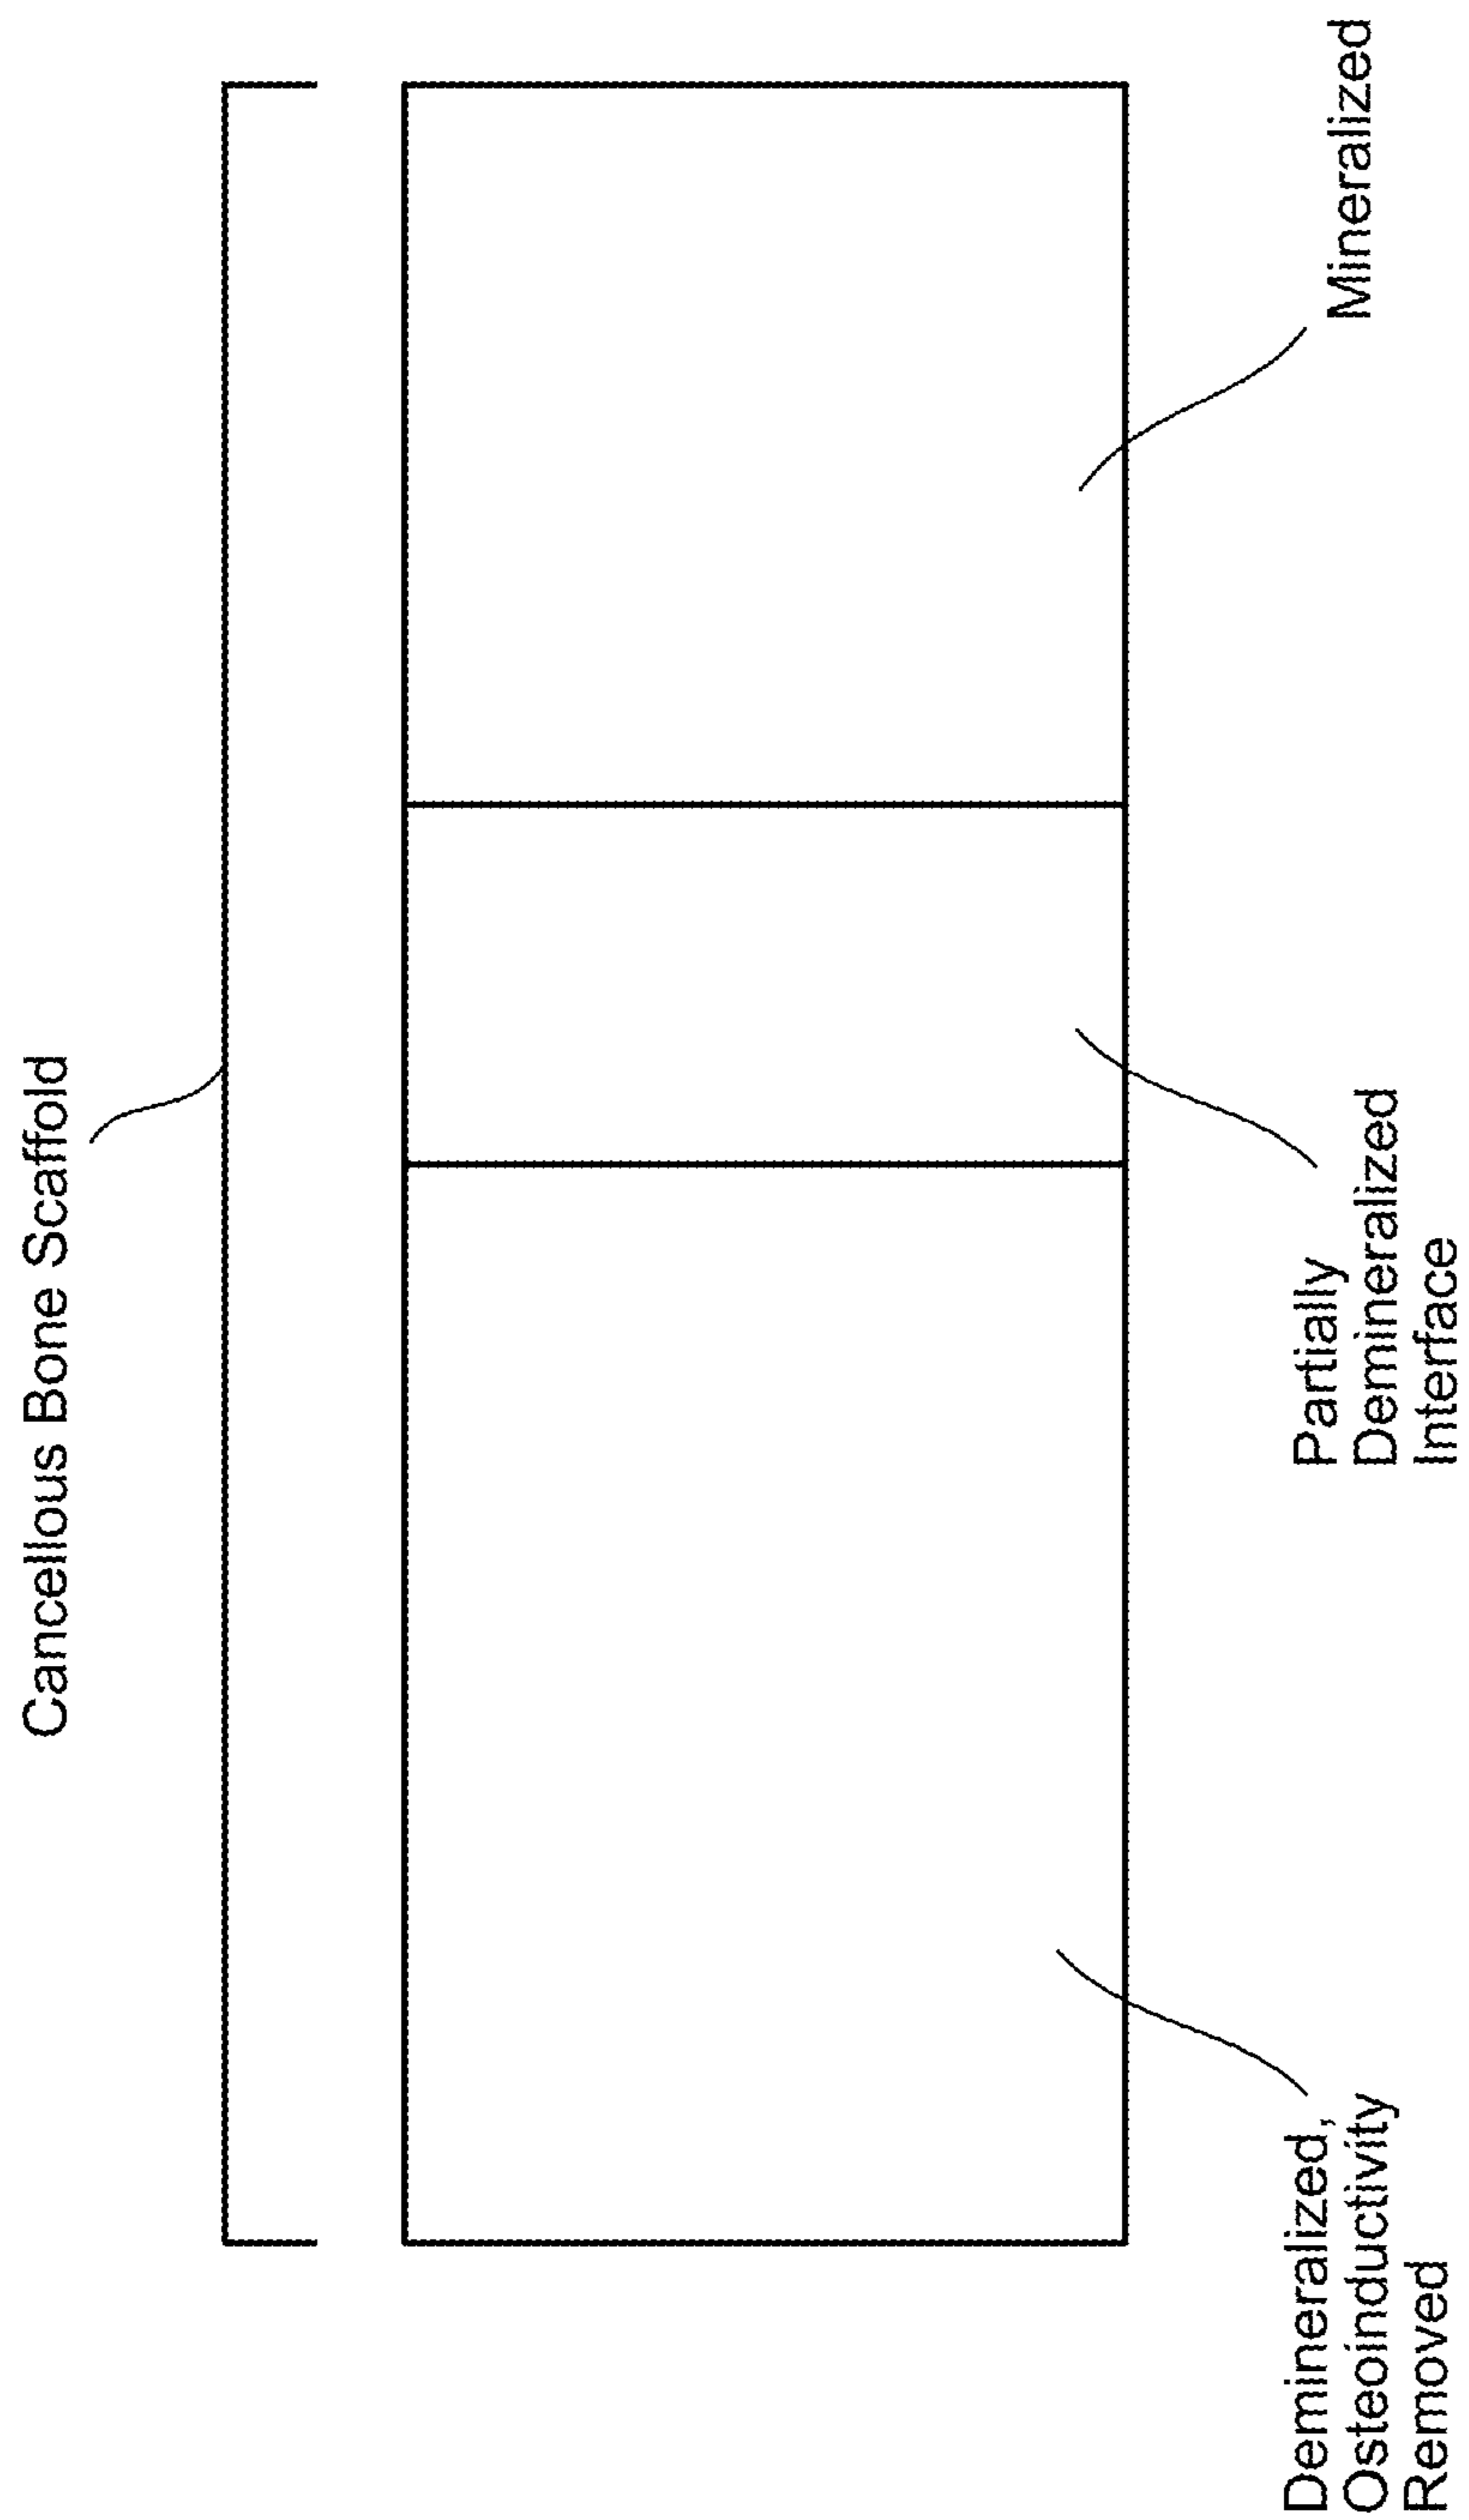 Cancellous Bone Scaffold
Demineralized,
Osteoinductivity
Removed
Partially
Demineralized
Interface
Mineralized